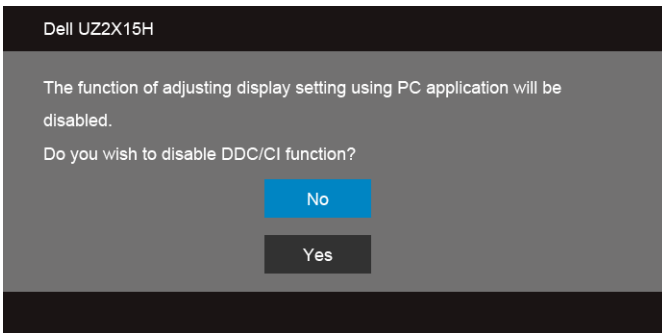 Dell UZ2X15H
The function of adjusting display setting using PC application will be
disabled.
Do you wish to disable DDC/CI function?
No
Yes